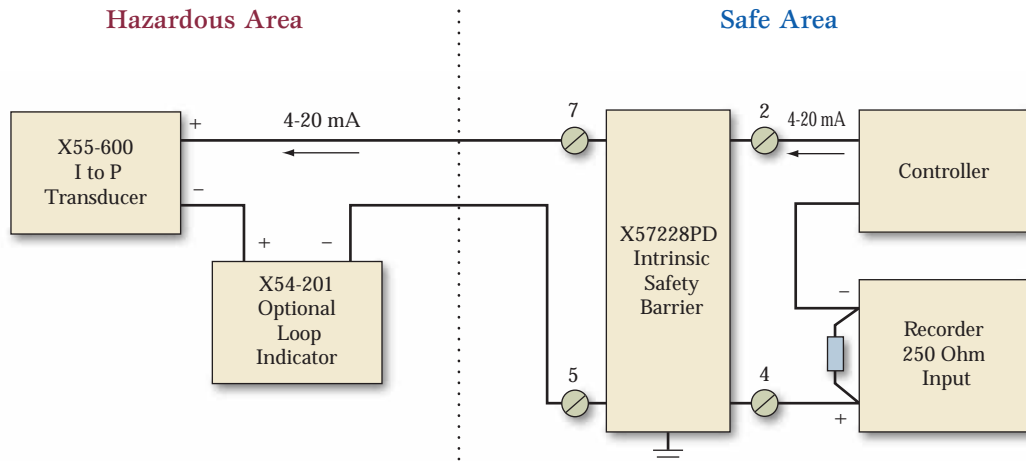 Hazardous Area
Safe Area
X55-600
I to P
Transducer
+
–
4-20 mA
7
2
4-20 mA
Controller
X57228PD
Intrinsic
Safety
Barrier
+
–
X54-201
Optional
Loop
Indicator
5
4
–
+
Recorder
250 Ohm
Input